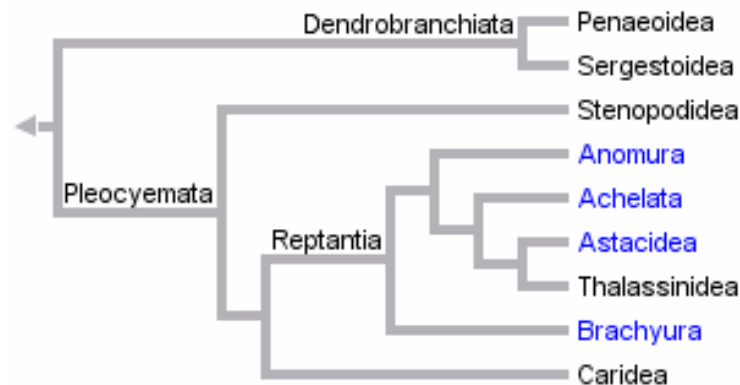 Dendrobranchiata
Penaeoidea
Sergestoidea
Stenopodidea
Anomura
Pleocyemata
Achelata
Reptantia
Astacidea
Thalassinidea
Brachyura
Caridea